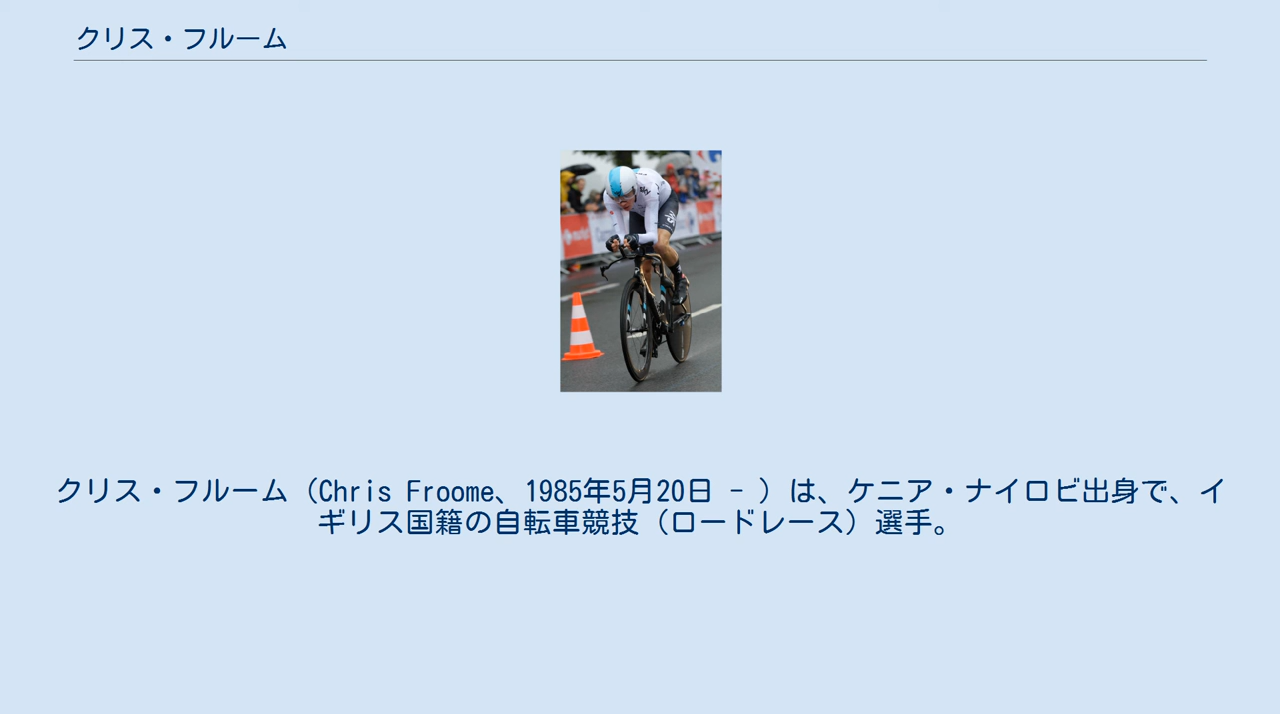 クリス・フルーム
クリス・フルーム（Chris Froome、1985年5月20日 - ）は、ケニア・ナイロビ出身で、イ
ギリス国籍の自転車競技（ロードレース）選手。